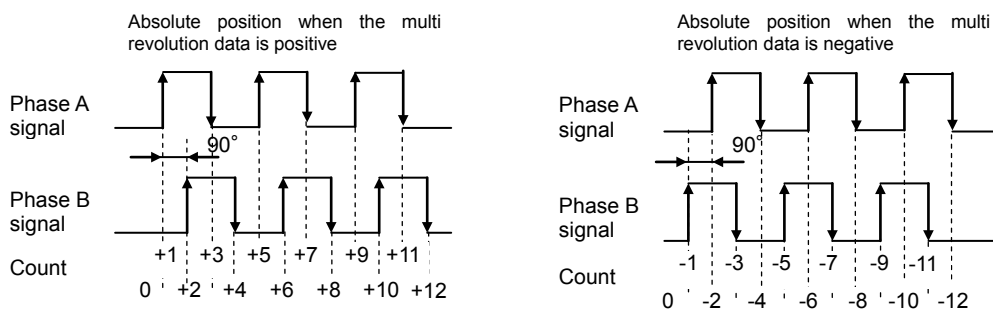 Absolute position when the multi
revolution data is positive
Phase A
signal
90°
Phase B
signal
+1 +3 +5 +7 +9 +11
Count
0 +2 +4 +6 +8 +10 +12
Absolute position when the multi
revolution data is negative
Phase A
signal
90°
Phase B
signal
-1 -3 -5 -7 -9 -11
Count
0 -2 -4 -6 -8 -10 -12